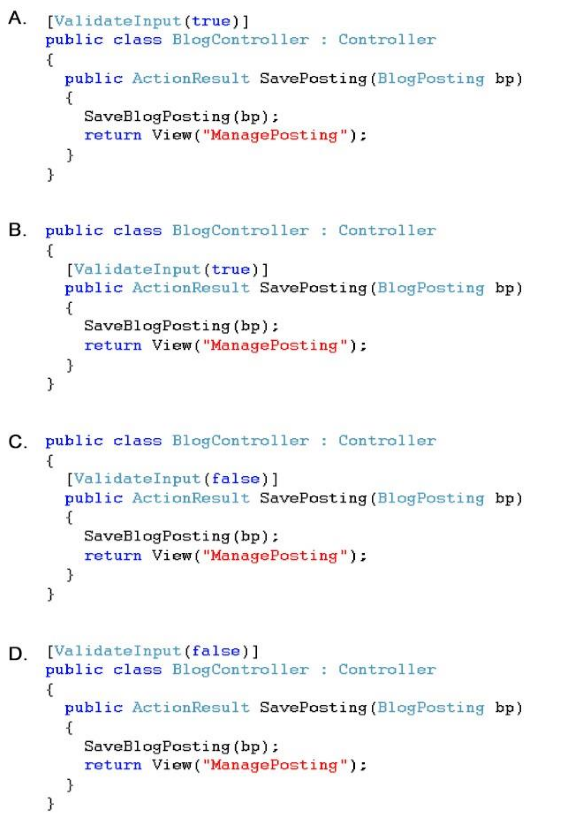 A. [ValidateInput(true)]
public class BlogController : Controller
{
public ActionResult SavePosting(BlogPosting bp)
{
SaveBlogPosting(bp);
return View("ManagePosting");
}
}
B. public class BlogController : Controller
{
[ValidateInput(true)]
public ActionResult SavePosting(BlogPosting bp)
{
SaveBlogPosting(bp);
return View("ManagePosting");
}
}
C. public class BlogController : Controller
{
[ValidateInput(false)]
public ActionResult SavePosting(BlogPosting bp)
{
SaveBlogPosting(bp);
return View("ManagePosting");
}
}
D. [ValidateInput(false)]
public class BlogController : Controller
{
public ActionResult SavePosting(BlogPosting bp)
{
SaveBlogPosting(bp);
return View("ManagePosting");
}
}